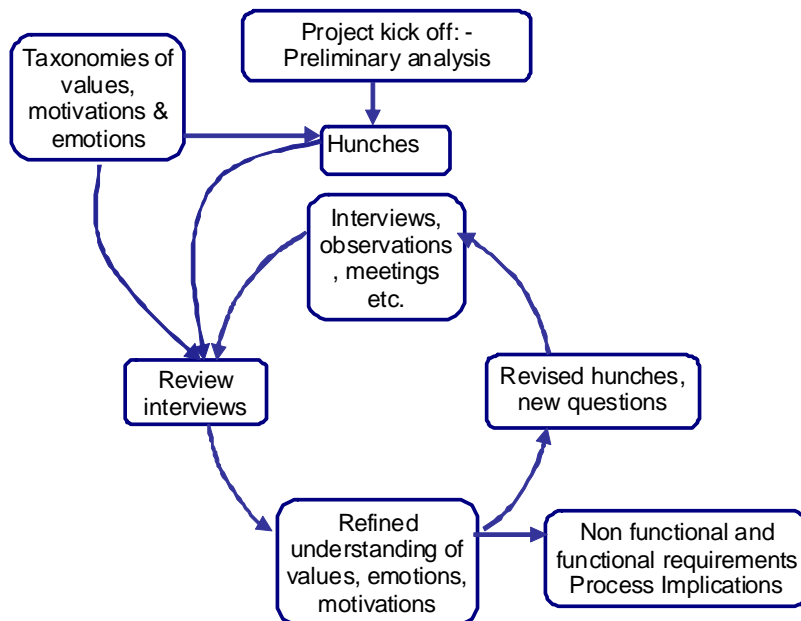 Project kick off: -
Preliminary analysis
Taxonomies of
values,
motivations &
emotions
Hunches
Interviews,
observations
, meetings
etc.
Review
interviews
Revised hunches,
new questions
Refined
understanding of
values, emotions,
motivations
Non functional and
functional requirements
Process Implications